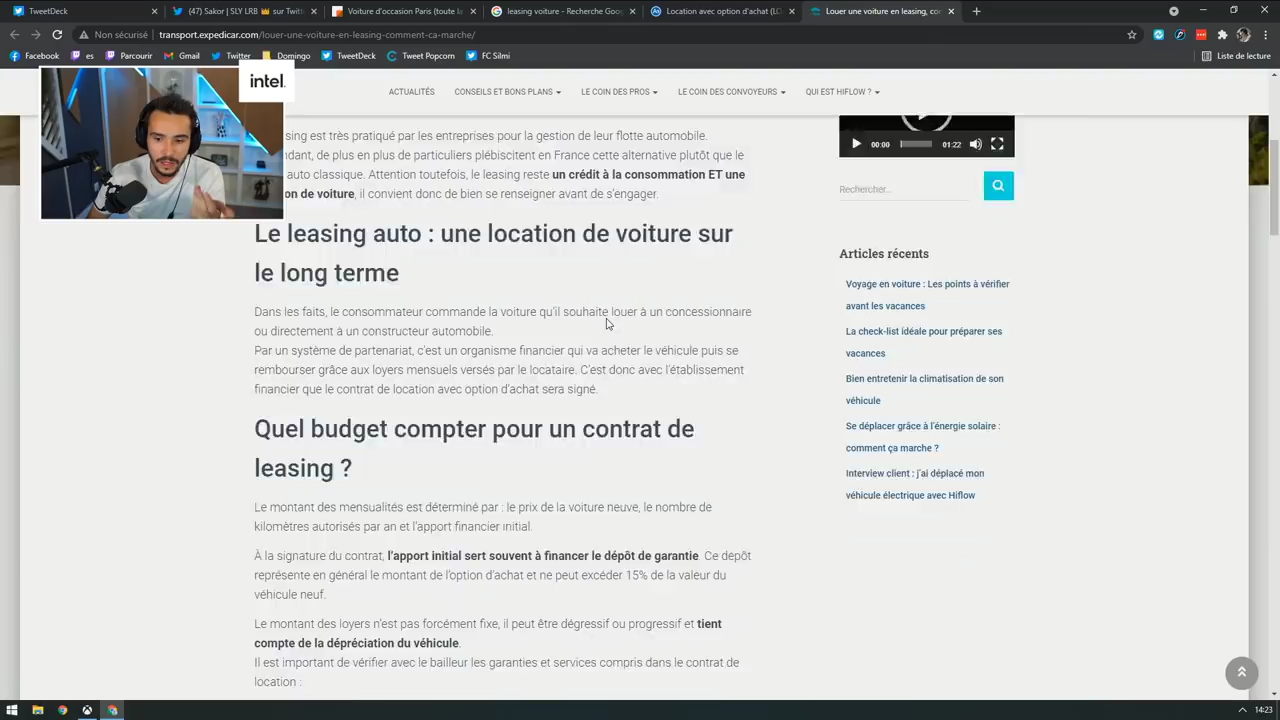 TweetDeck
(47) Sakor | SLY LRB 👑 sur Twitt
Voiture d'occasion Paris (toute la
leasing voiture - Recherche Goog
Location avec option d'achat (LO
Louer une voiture en leasing, co
Non sécurisé | transport.expedicar.com/louer-une-voiture-en-leasing-comment-ca-marche/
Facebook
es
Parcourir
Gmail
Twitter
Domingo
TweetDeck
Tweet Popcorn
FC Silmi
Liste de lecture
intel.
ACTUALITÉS
CONSEILS ET BONS PLANS
LE COIN DES PROS
LE COIN DES CONVOYEURS
QUI EST HIFLOW ?
sing est très pratiqué par les entreprises pour la gestion de leur flotte automobile.
ndant, de plus en plus de particuliers plébiscitent en France cette alternative plutôt que le
auto classique. Attention toutefois, le leasing reste un crédit à la consommation ET une
on de voiture, il convient donc de bien se renseigner avant de s'engager.
Le leasing auto : une location de voiture sur
le long terme
Dans les faits, le consommateur commande la voiture qu'il souhaite louer à un concessionnaire
ou directement à un constructeur automobile.
Par un système de partenariat, c'est un organisme financier qui va acheter le véhicule puis se
rembourser grâce aux loyers mensuels versés par le locataire. C'est donc avec l'établissement
financier que le contrat de location avec option d'achat sera signé.
Quel budget compter pour un contrat de
leasing ?
Le montant des mensualités est déterminé par : le prix de la voiture neuve, le nombre de
kilomètres autorisés par an et l'apport financier initial.
À la signature du contrat, l'apport initial sert souvent à financer le dépôt de garantie. Ce depôt
représente en général le montant de l'option d'achat et ne peut excéder 15% de la valeur du
véhicule neuf.
Le montant des loyers n'est pas forcément fixe, il peut être dégressif ou progressif et tient
compte de la dépréciation du véhicule.
Il est important de vérifier avec le bailleur les garanties et services compris dans le contrat de
location :
00:00
01:22
Rechercher…
Articles récents
Voyage en voiture : Les points à vérifier
avant les vacances
La check-list idéale pour préparer ses
vacances
Bien entretenir la climatisation de son
véhicule
Se déplacer grâce à l'énergie solaire :
comment ça marche ?
Interview client : j'ai déplacé mon
véhicule électrique avec Hiflow
14:23